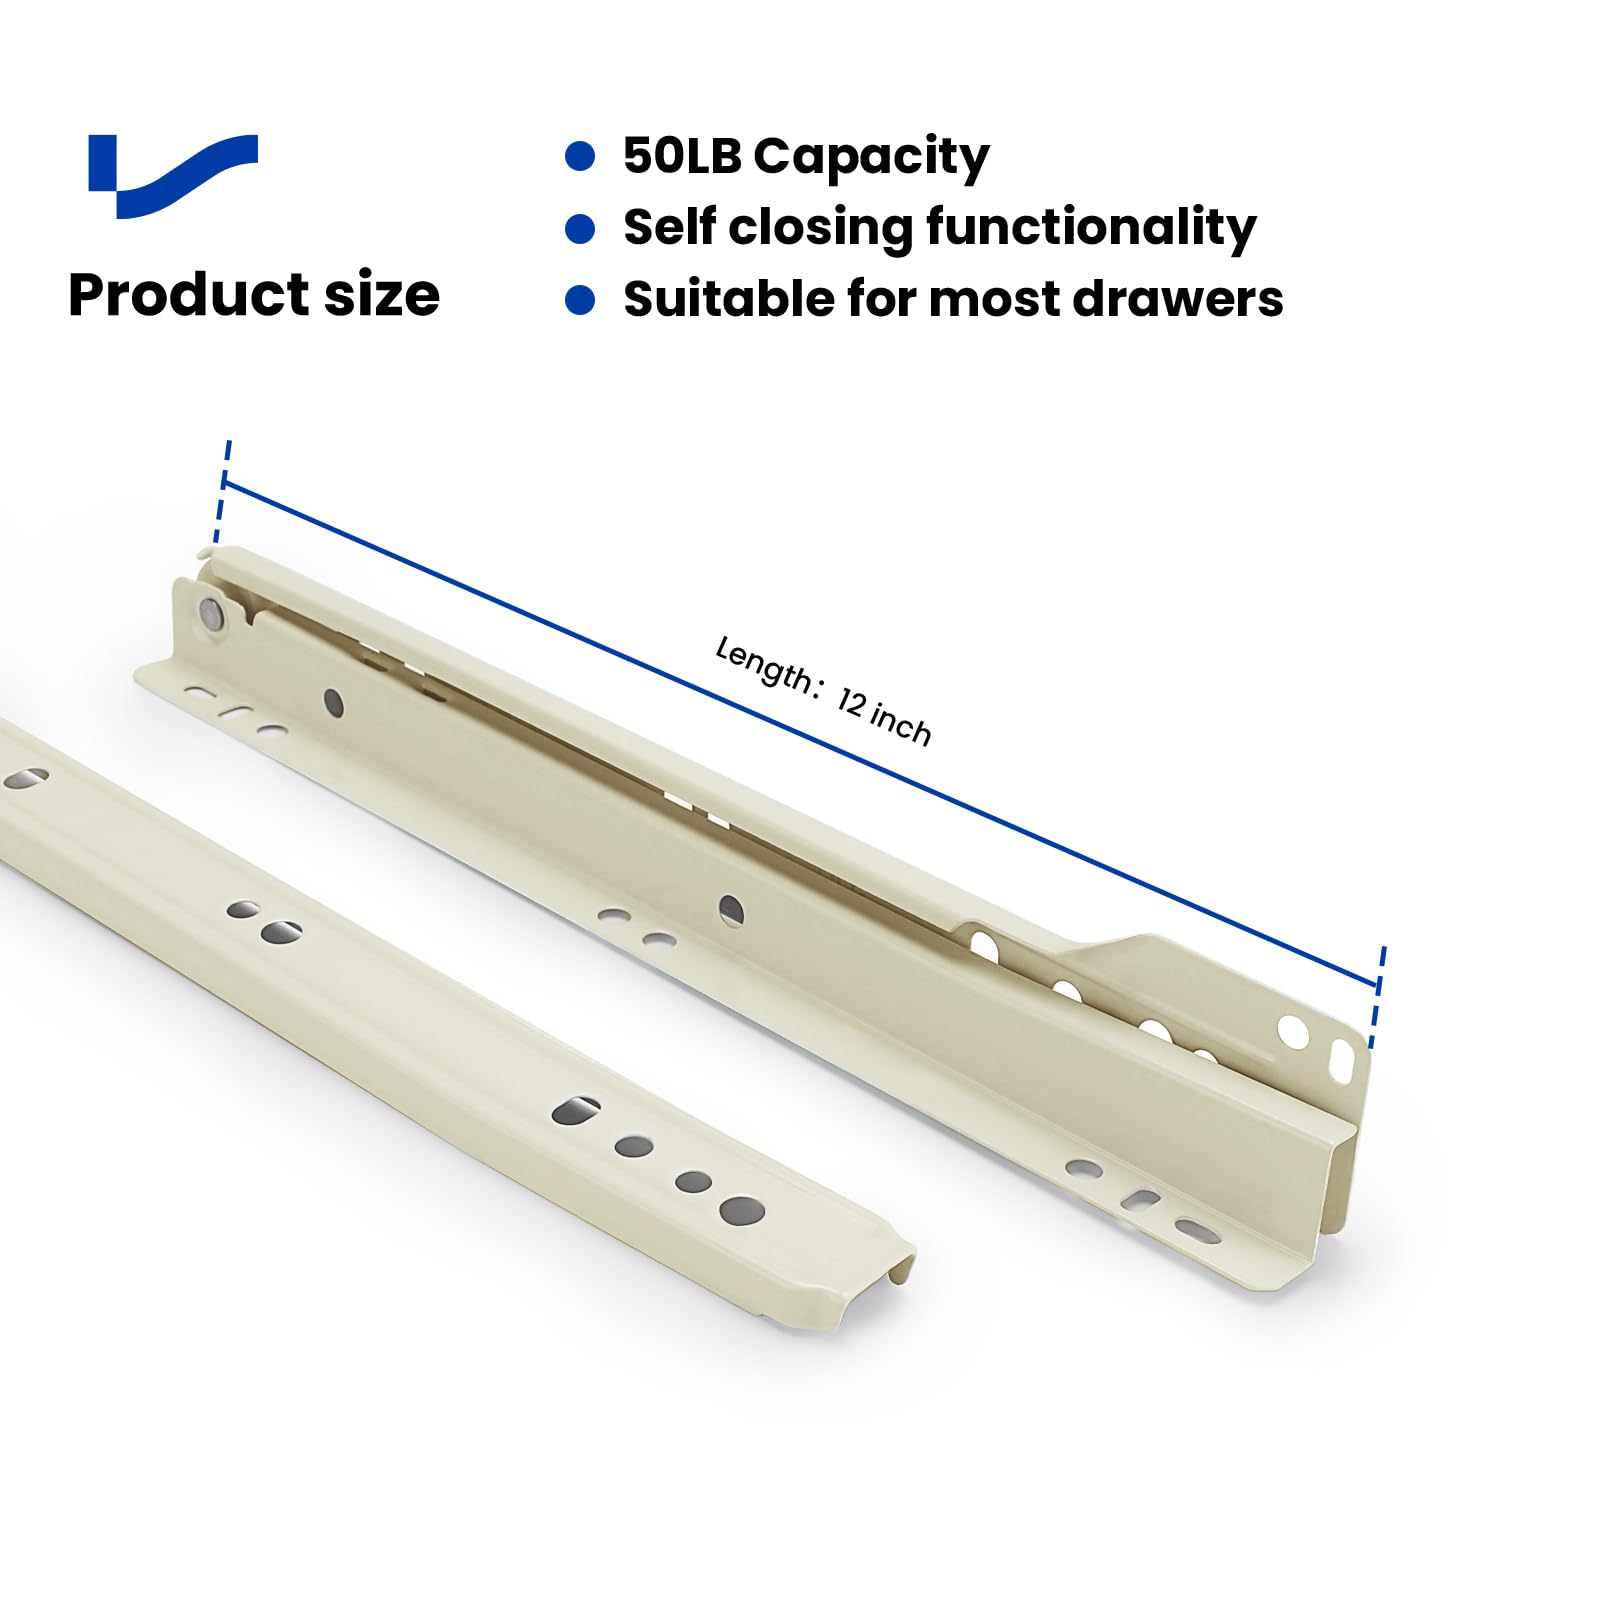 Product size
50LB Capacity
Self closing functionality
Suitable for most drawers
Length: 12 inch